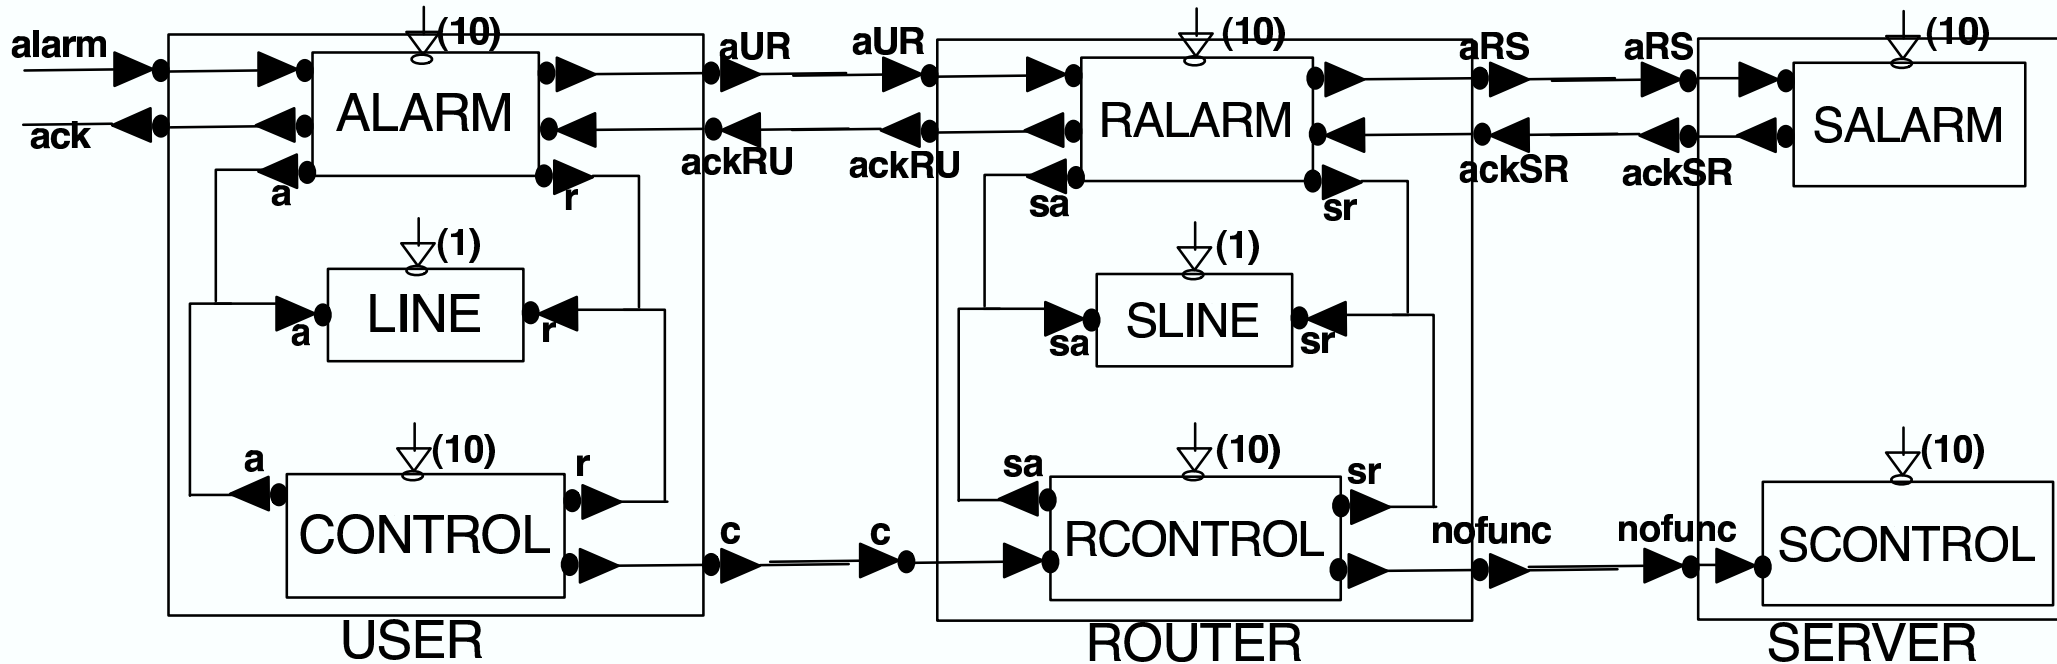 alarm
(10)
aUR
aUR
(10)
aRS
aRS
(10)
ALARM
RALARM
SALARM
ack
ackRU
ackRU
ackSR
ackSR
a
r
sa
sr
(1)
(1)
LINE
SLINE
a
r
sa
sr
(10)
(10)
(10)
a
r
sa
sr
c
c
nofunc
nofunc
CONTROL
RCONTROL
SCONTROL
USER
ROUTER
SERVER